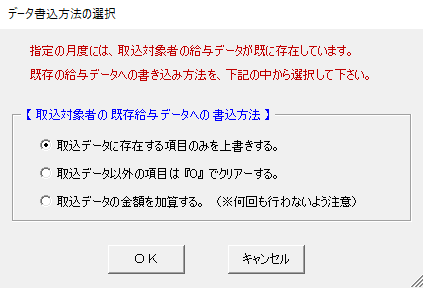 データ書込方法の選択
指定の月度には、取込対象者の給与データが既に存在しています。
既存の給与データへの書き込み方法を、下記の中から選択して下さい。
【 取込対象者の既存給与データへの書込方法 】
取込データに存在する項目のみを上書きする。
取込データ以外の項目は『0』でクリアーする。
取込データの金額を加算する。 （※何回も行わないよう注意）
ＯＫ
キャンセル